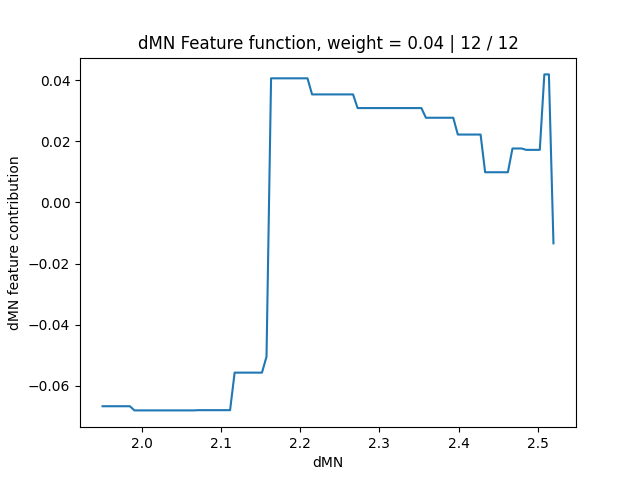 dMN Feature function, weight = 0.04 | 12 / 12
0.04
0.02
0.00
−0.02
−0.04
−0.06
dMN feature contribution
2.0 2.1 2.2 2.3 2.4 2.5
dMN